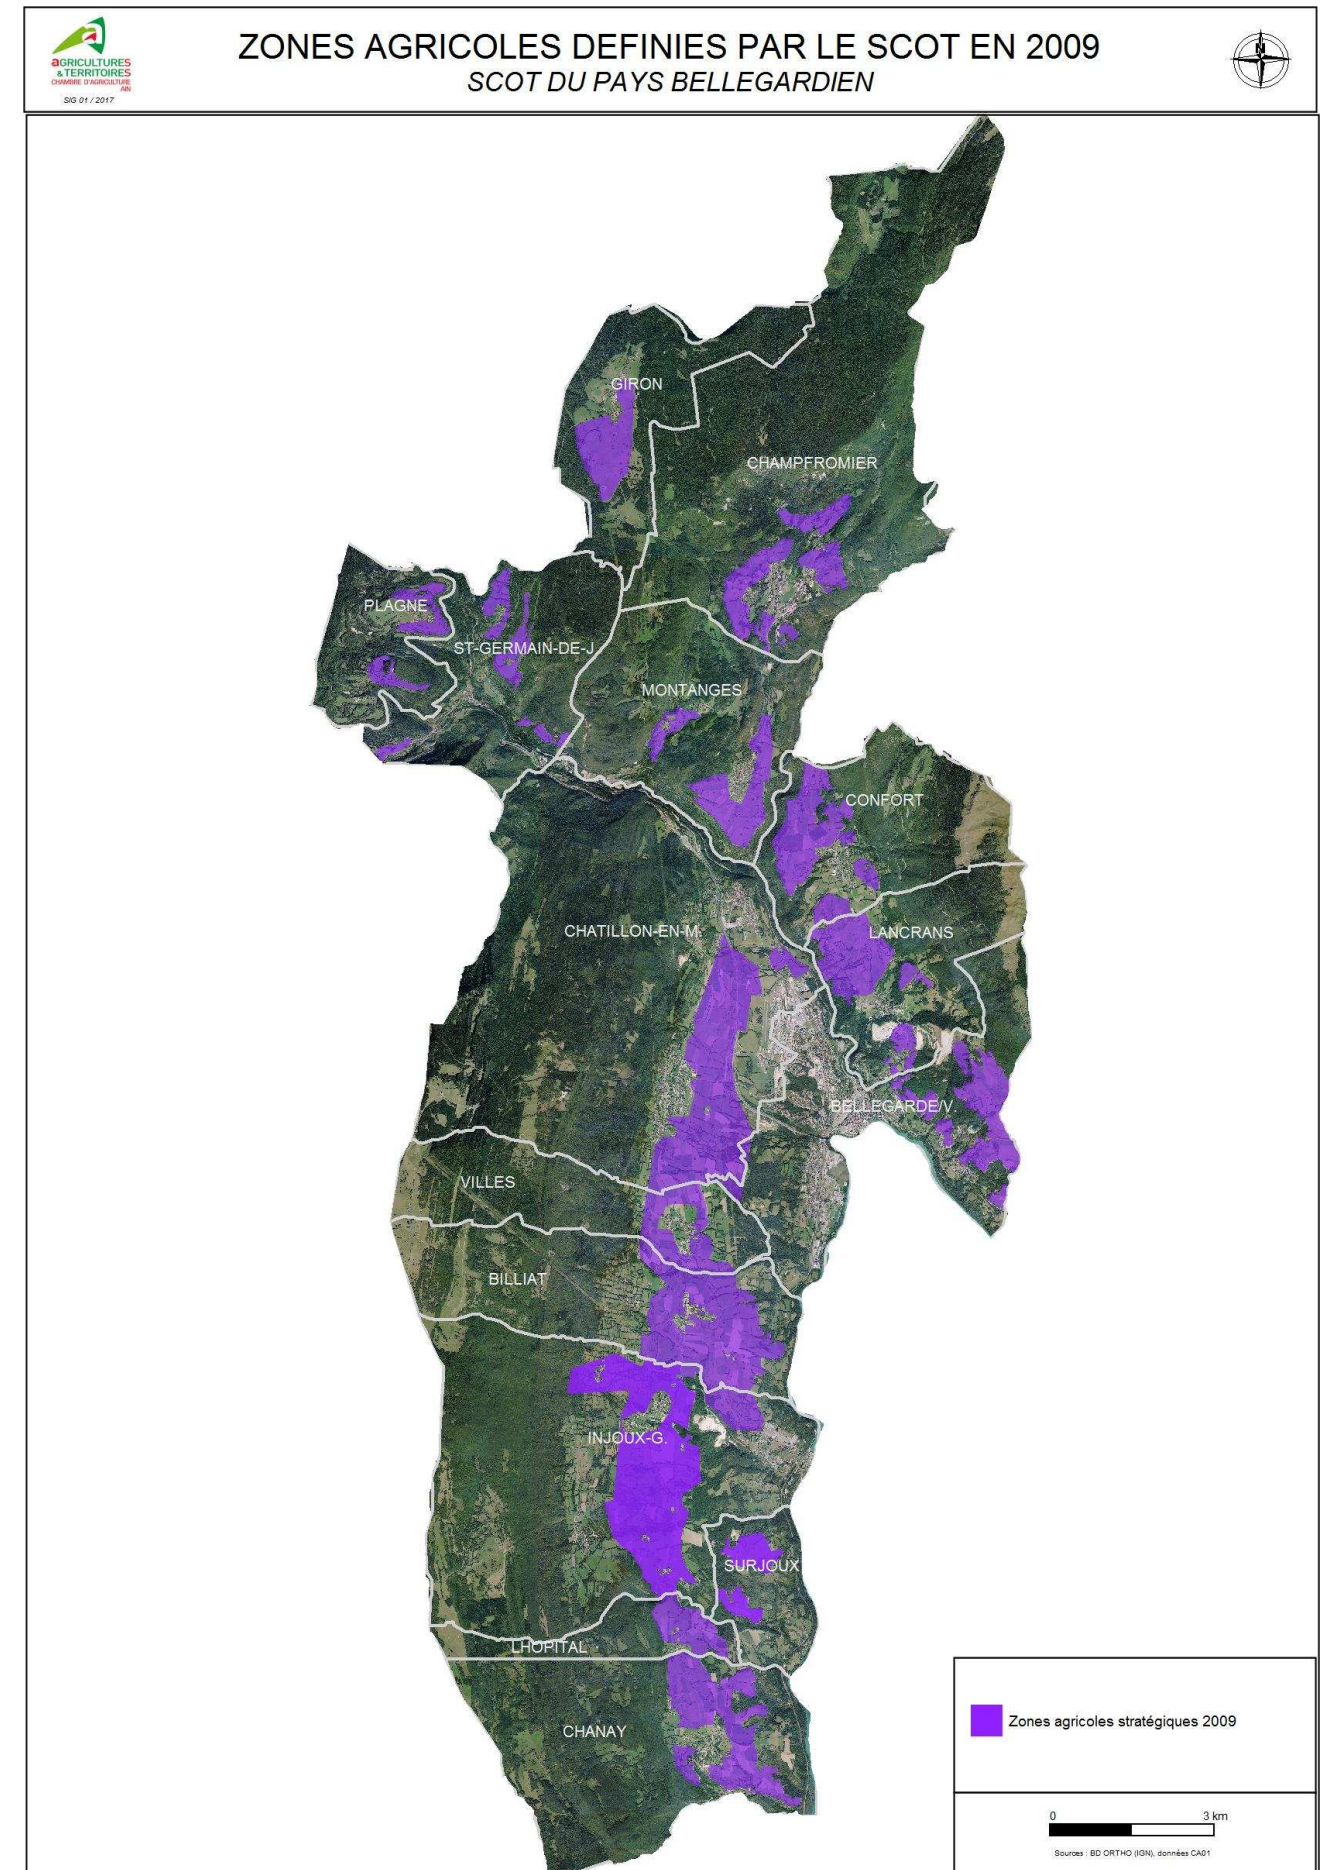 aGRICULTURES
& TERRITOIRES
CHAMBRE D'AGRICULTURE
AIN
SIG 01 / 2017
ZONES AGRICOLES DEFINIES PAR LE SCOT EN 2009
SCOT DU PAYS BELLEGARDIEN
N
GIRON
CHAMPFROMIER
PLAGNE
ST-GERMAIN-DE-J.
MONTANGES
CONFORT
CHATILLON-EN-M.
LANCRANS
BELLEGARDE/V.
VILLES
BILLIAT
INJOUX-G.
SURJOUX
LHOPITAL
CHANAY
Zones agricoles stratégiques 2009
0 3 km
Sources : BD ORTHO (IGN), données CA01